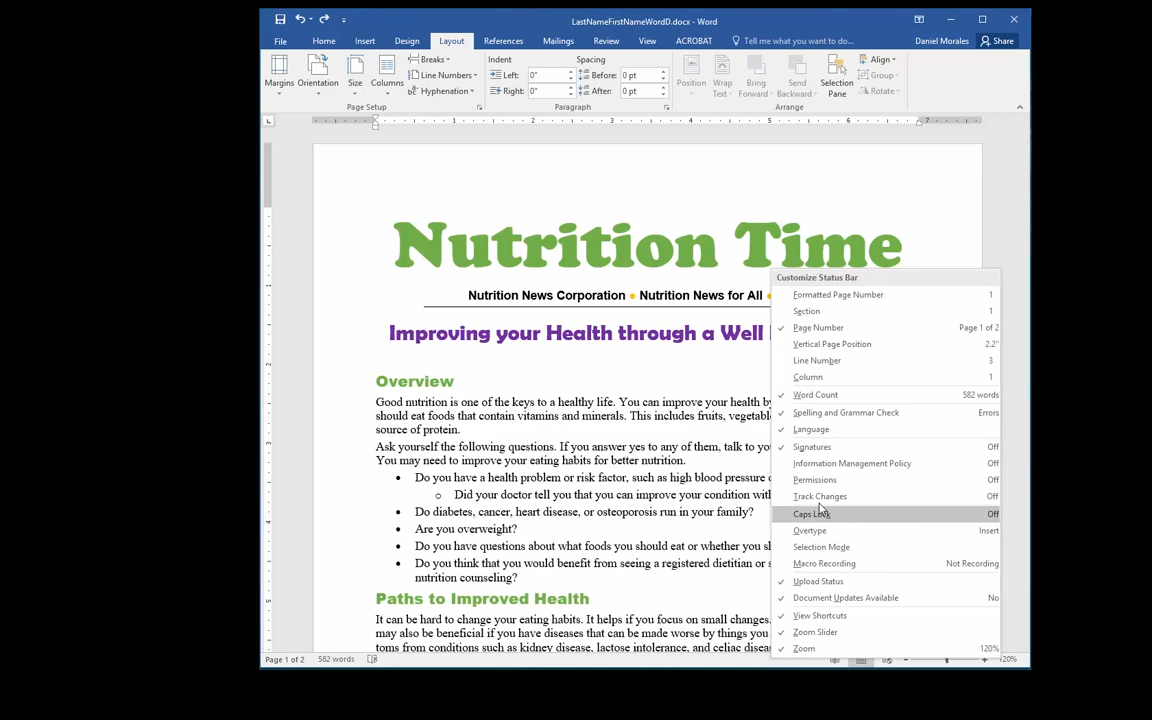 LastNameFirstNameWordD.docx - Word
File Home Insert Design Layout References Mailings Review View ACROBAT Tell me what you want to do... Daniel Morales Share
Margins Orientation Size Columns Breaks Line Numbers Hyphenation
Page Setup
Indent Spacing
Left: 0" Before: 0 pt
Right: 0" After: 0 pt
Paragraph
Position Wrap Text Bring Forward Send Backward Selection Pane Align Group Rotate
Arrange
1 2 3 4 5 6 7
Nutrition Time
Nutrition News Corporation ● Nutrition News for All ●
Improving your Health through a Well
Overview
Good nutrition is one of the keys to a healthy life. You can improve your health by
should eat foods that contain vitamins and minerals. This includes fruits, vegetabl
source of protein.
Ask yourself the following questions. If you answer yes to any of them, talk to you
You may need to improve your eating habits for better nutrition.
• Do you have a health problem or risk factor, such as high blood pressure o
o Did your doctor tell you that you can improve your condition with
• Do diabetes, cancer, heart disease, or osteoporosis run in your family?
• Are you overweight?
• Do you have questions about what foods you should eat or whether you sh
• Do you think that you would benefit from seeing a registered dietitian or s
nutrition counseling?
Paths to Improved Health
It can be hard to change your eating habits. It helps if you focus on small changes.
may also be beneficial if you have diseases that can be made worse by things you
toms from conditions such as kidney disease, lactose intolerance, and celiac diseas
Customize Status Bar
Formatted Page Number 1
Section 1
Page Number Page 1 of 2
Vertical Page Position 2.2"
Line Number 3
Column 1
Word Count 582 words
Spelling and Grammar Check Errors
Language
Signatures Off
Information Management Policy Off
Permissions Off
Track Changes Off
Caps Lock Off
Overtype Insert
Selection Mode
Macro Recording Not Recording
Upload Status
Document Updates Available No
View Shortcuts
Zoom Slider
Zoom 120%
Page 1 of 2 582 words 120%